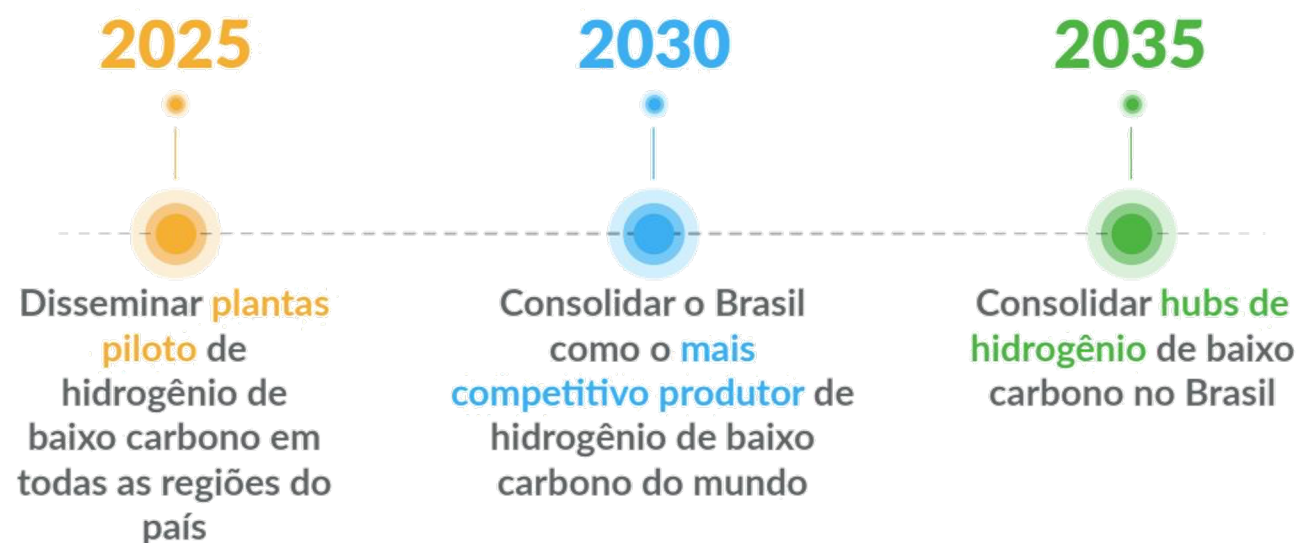 2025
Disseminar plantas
piloto de
hidrogênio de
baixo carbono em
todas as regiões do
país
2030
Consolidar o Brasil
como o mais
competitivo produtor de
hidrogênio de baixo
carbono do mundo
2035
Consolidar hubs de
hidrogênio de baixo
carbono no Brasil